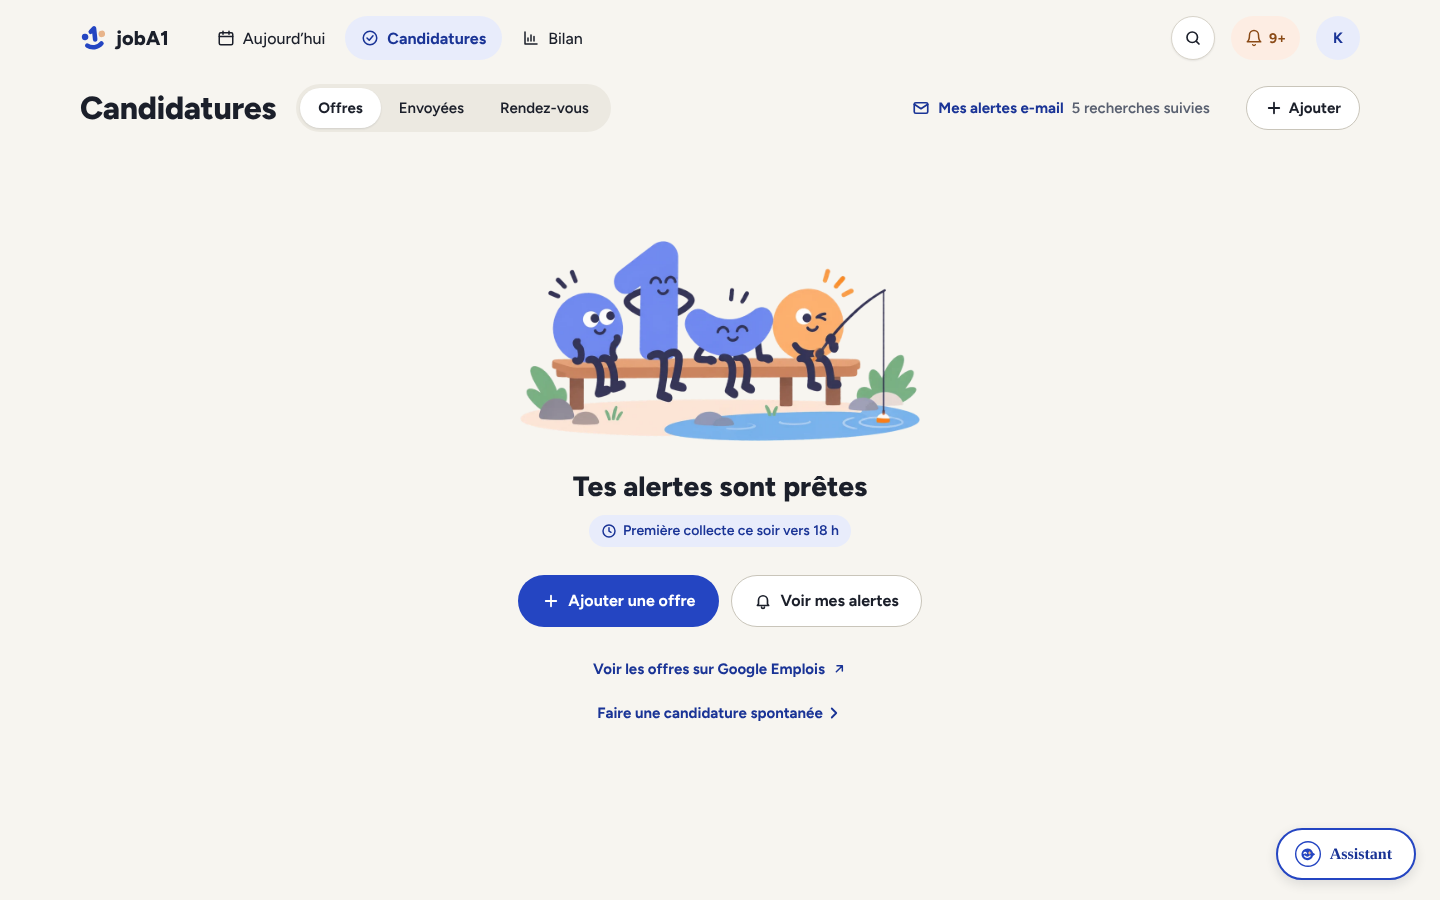 jobA1
Aujourd'hui
Candidatures
Bilan
9+
K
Candidatures
Offres
Envoyées
Rendez-vous
Mes alertes e-mail 5 recherches suivies
Ajouter
Tes alertes sont prêtes
Première collecte ce soir vers 18 h
Ajouter une offre
Voir mes alertes
Voir les offres sur Google Emplois
Faire une candidature spontanée
Assistant